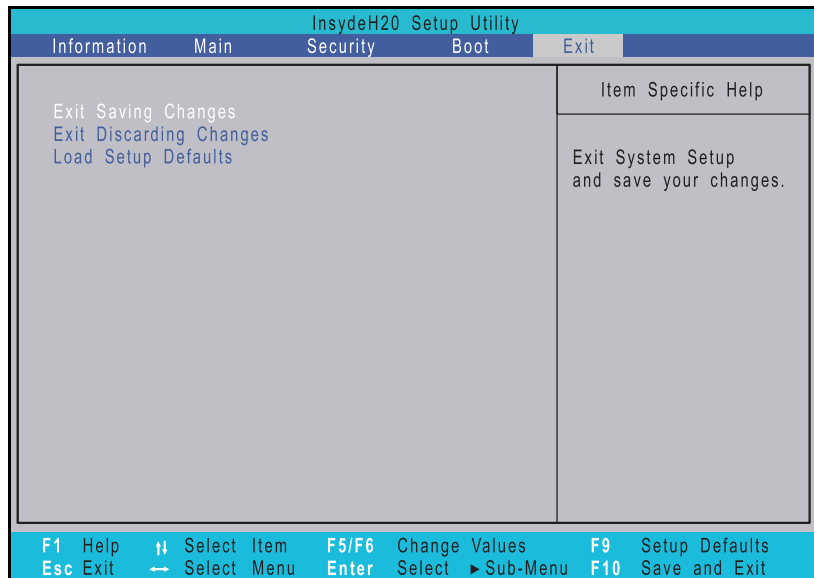 InsydeH20 Setup Utility
Information Main Security Boot Exit
Exit Saving Changes
Exit Discarding Changes
Load Setup Defaults
Item Specific Help
Exit System Setup
and save your changes.
F1 Help ↑↓ Select Item F5/F6 Change Values F9 Setup Defaults
Esc Exit ↔ Select Menu Enter Select ►Sub-Menu F10 Save and Exit